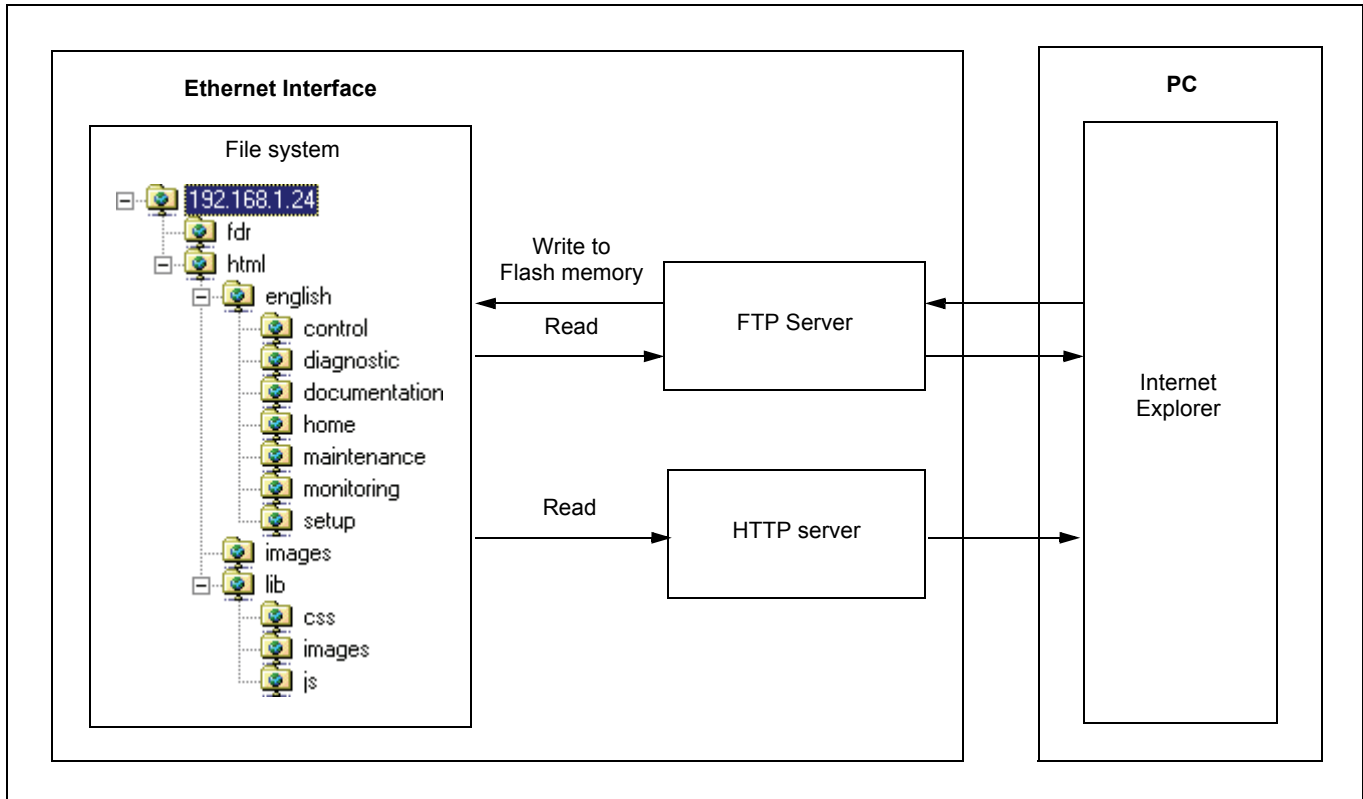 Ethernet Interface
PC
File system
192.168.1.24
fdr
html
english
control
diagnostic
documentation
home
maintenance
monitoring
setup
images
lib
css
images
js
Write to
Flash memory
Read
FTP Server
Read
HTTP server
Internet
Explorer